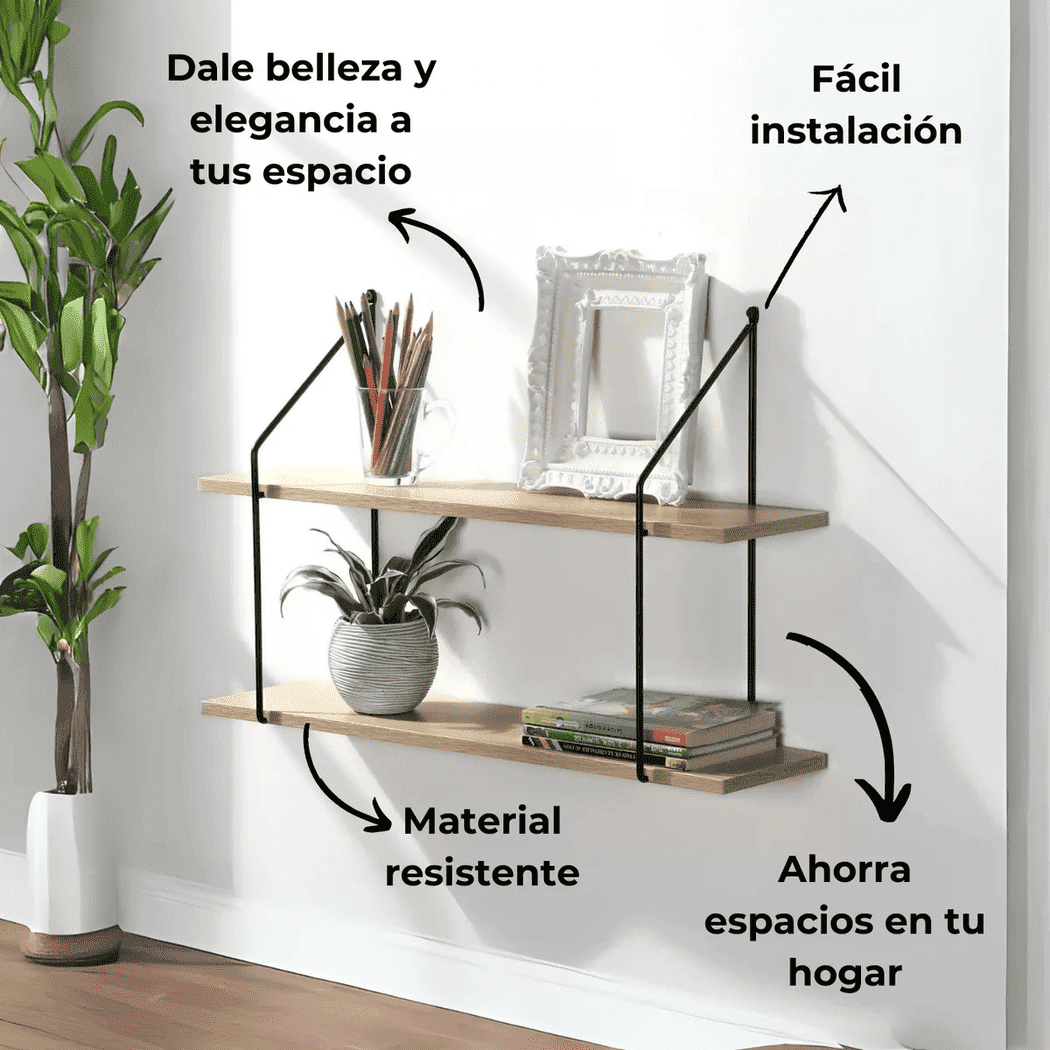 Dale belleza y
elegancia a
tus espacio
Fácil
instalación
Material
resistente
Ahorra
espacios en tu
hogar